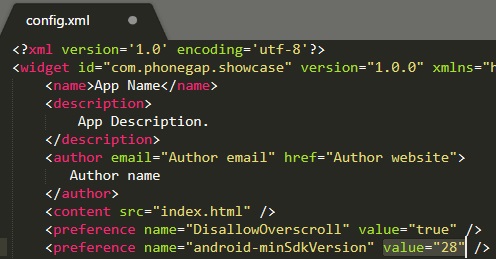 config.xml
<?xml version='1.0' encoding='utf-8'?>
<widget id="com.phonegap.showcase" version="1.0.0" xmlns="h
<name>App Name</name>
<description>
App Description.
</description>
<author email="Author email" href="Author website">
Author name
</author>
<content src="index.html" />
<preference name="DisallowOverscroll" value="true" />
<preference name="android-minSdkVersion" value="28" />